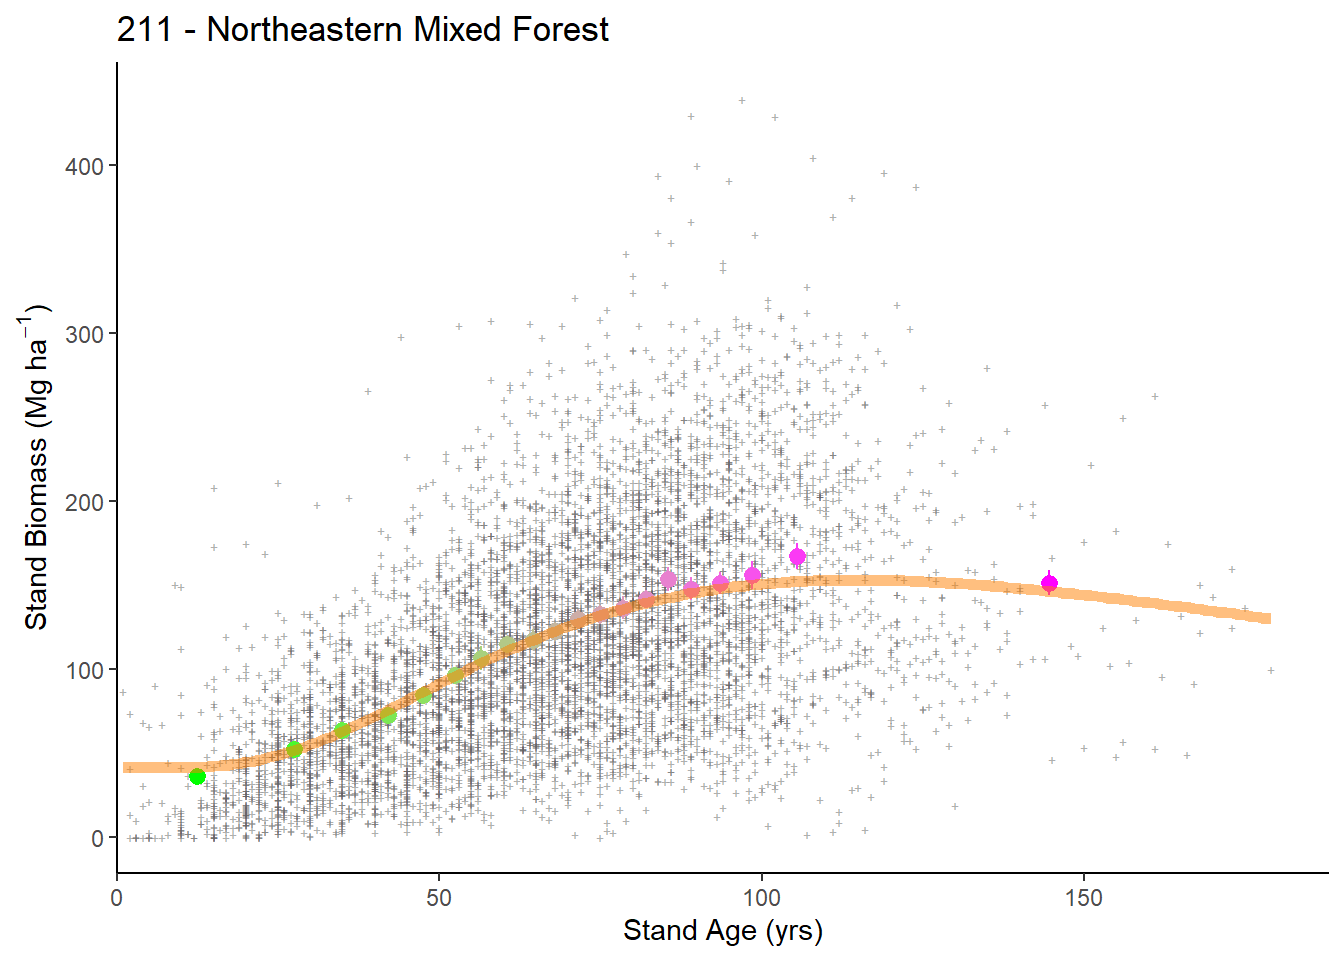 211 - Northeastern Mixed Forest
Stand Biomass (Mg ha⁻¹)
400
300
200
100
0
0 50 100 150
Stand Age (yrs)